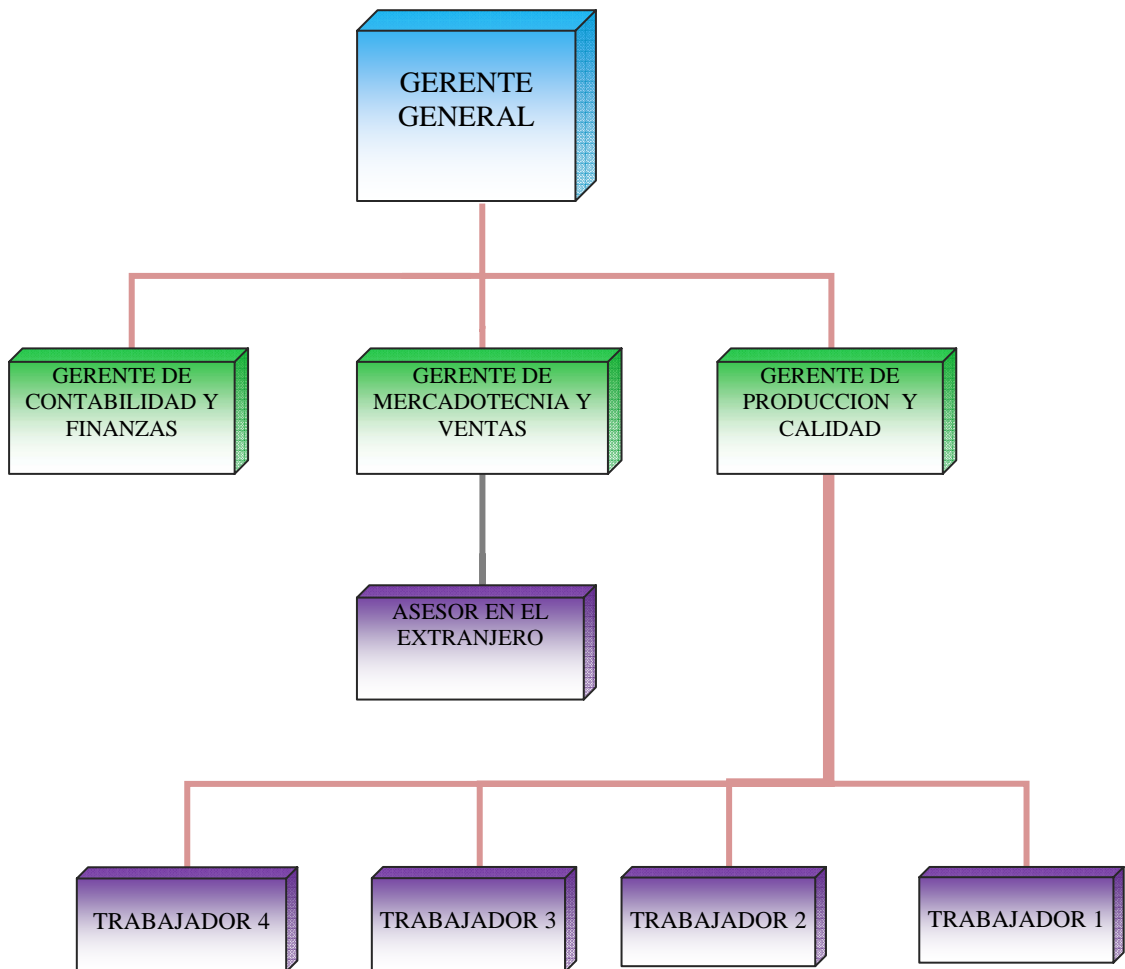 GERENTE
GENERAL
GERENTE DE
CONTABILIDAD Y
FINANZAS
GERENTE DE
MERCADOTECNIA Y
VENTAS
GERENTE DE
PRODUCCION Y
CALIDAD
ASESOR EN EL
EXTRANJERO
TRABAJADOR 4
TRABAJADOR 3
TRABAJADOR 2
TRABAJADOR 1